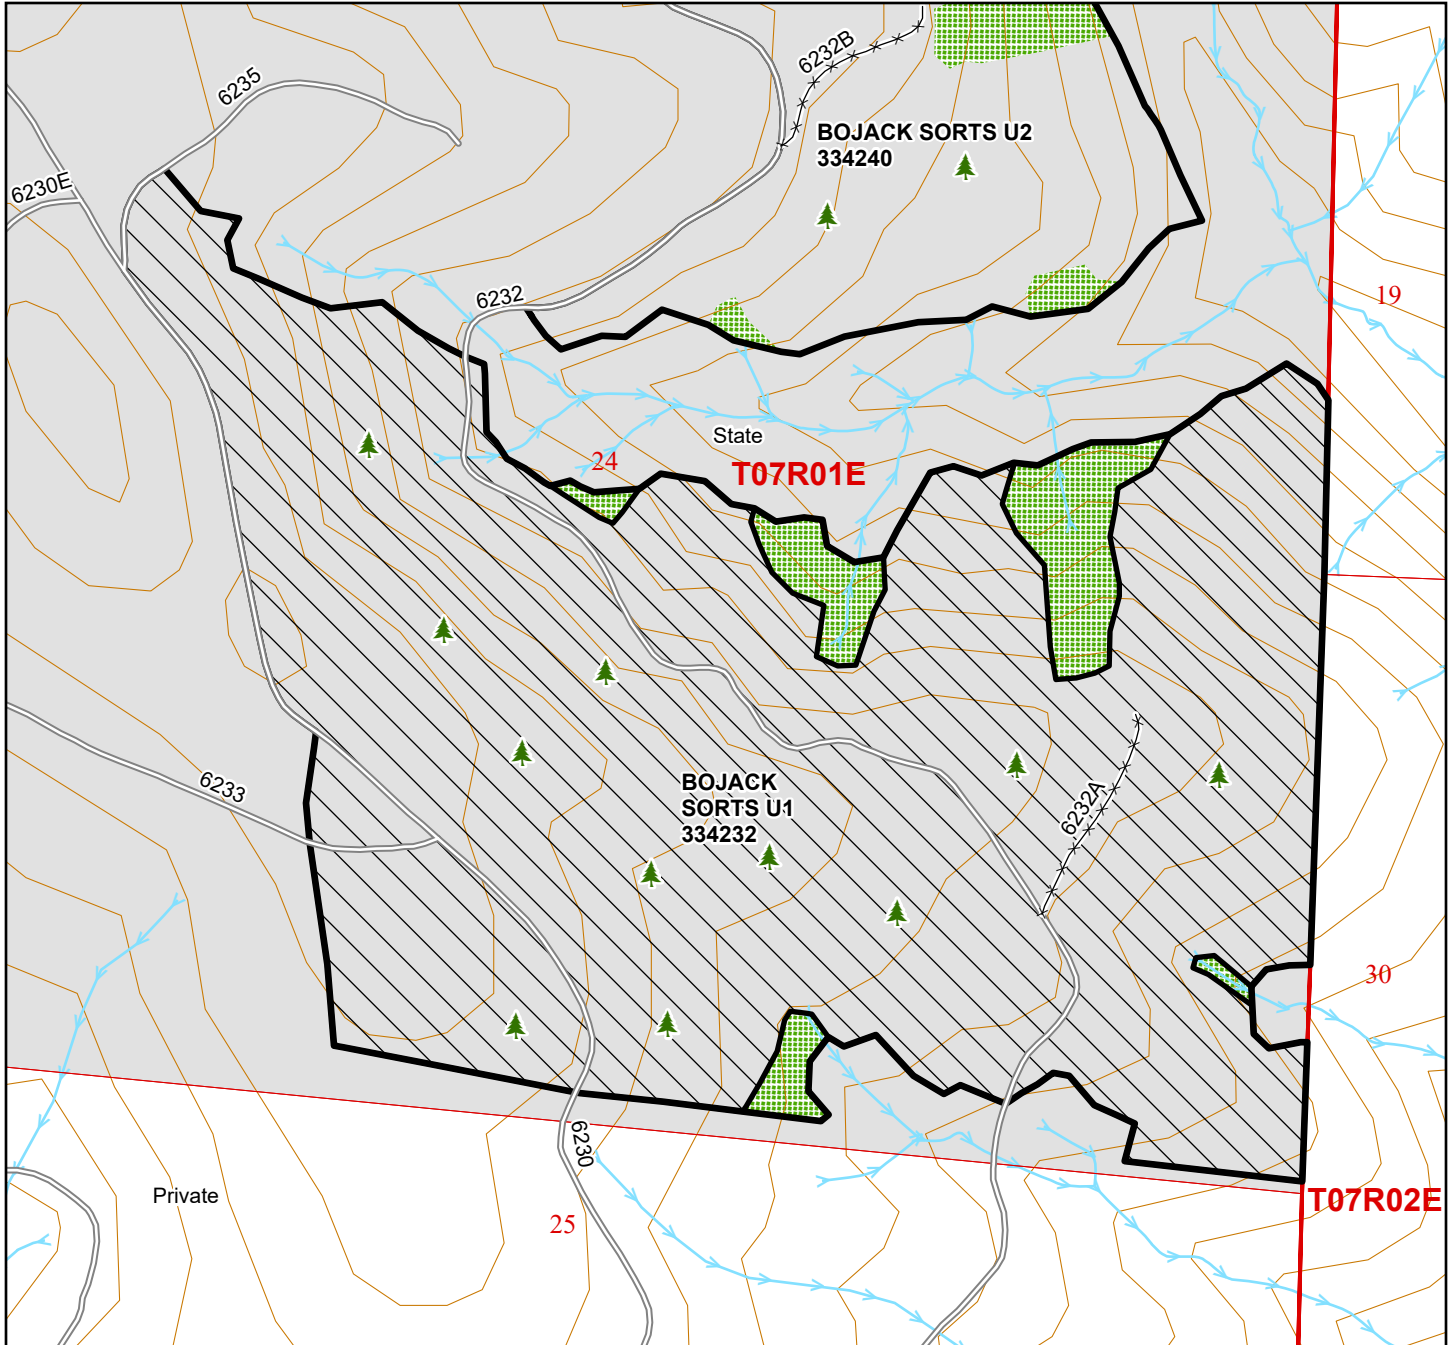 6232B
6235
BOJACK SORTS U2
334240
6230E
6232
19
State
24
T07R01E
6233
BOJACK
SORTS U1
334232
6232A
30
6230
Private
T07R02E
25